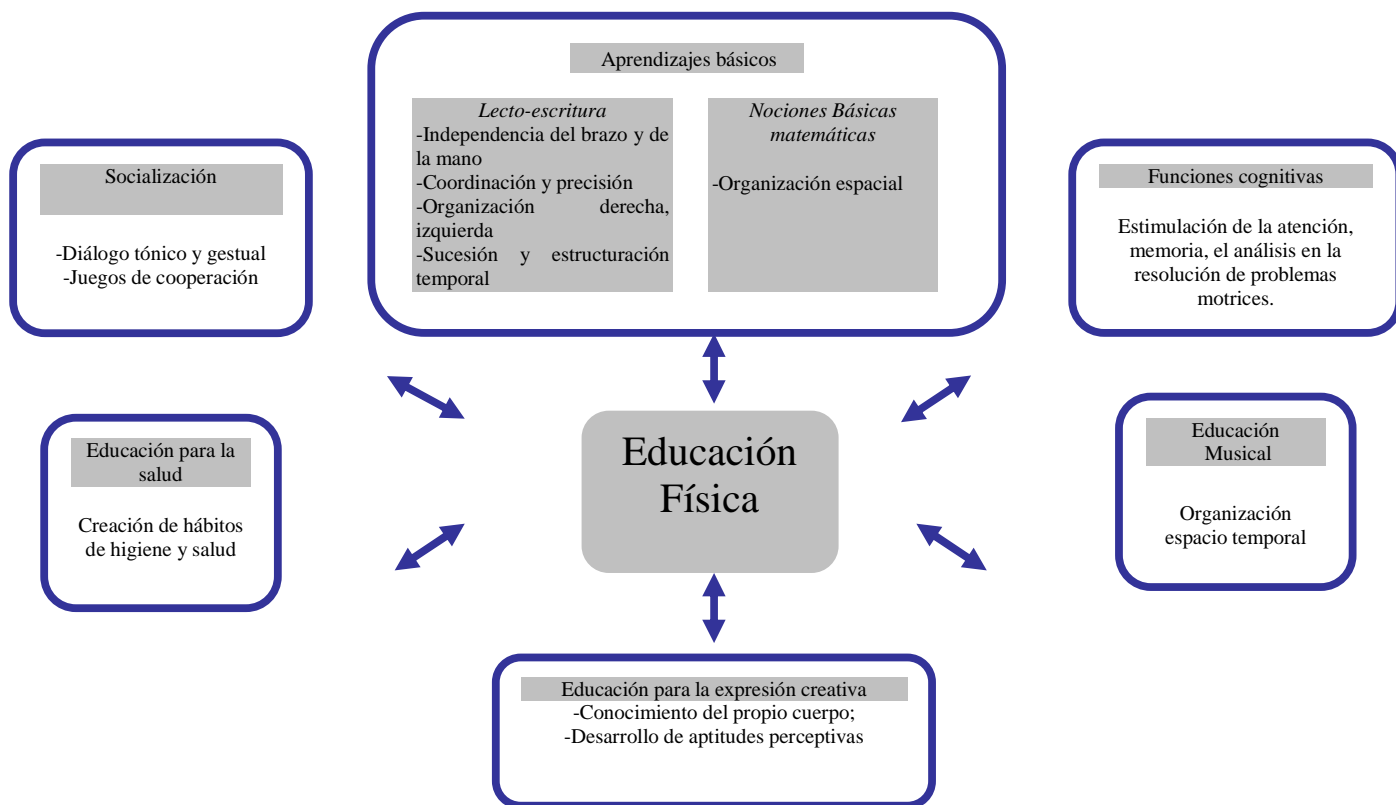 Aprendizajes básicos
Lecto-escritura
-Independencia del brazo y de
la mano
-Coordinación y precisión
-Organización derecha,
izquierda
-Sucesión y estructuración
temporal
Nociones Básicas
matemáticas
-Organización espacial
Socialización
-Diálogo tónico y gestual
-Juegos de cooperación
Funciones cognitivas
Estimulación de la atención,
memoria, el análisis en la
resolución de problemas
motrices.
Educación para la
salud
Creación de hábitos
de higiene y salud
Educación
Física
Educación
Musical
Organización
espacio temporal
Educación para la expresión creativa
-Conocimiento del propio cuerpo;
-Desarrollo de aptitudes perceptivas